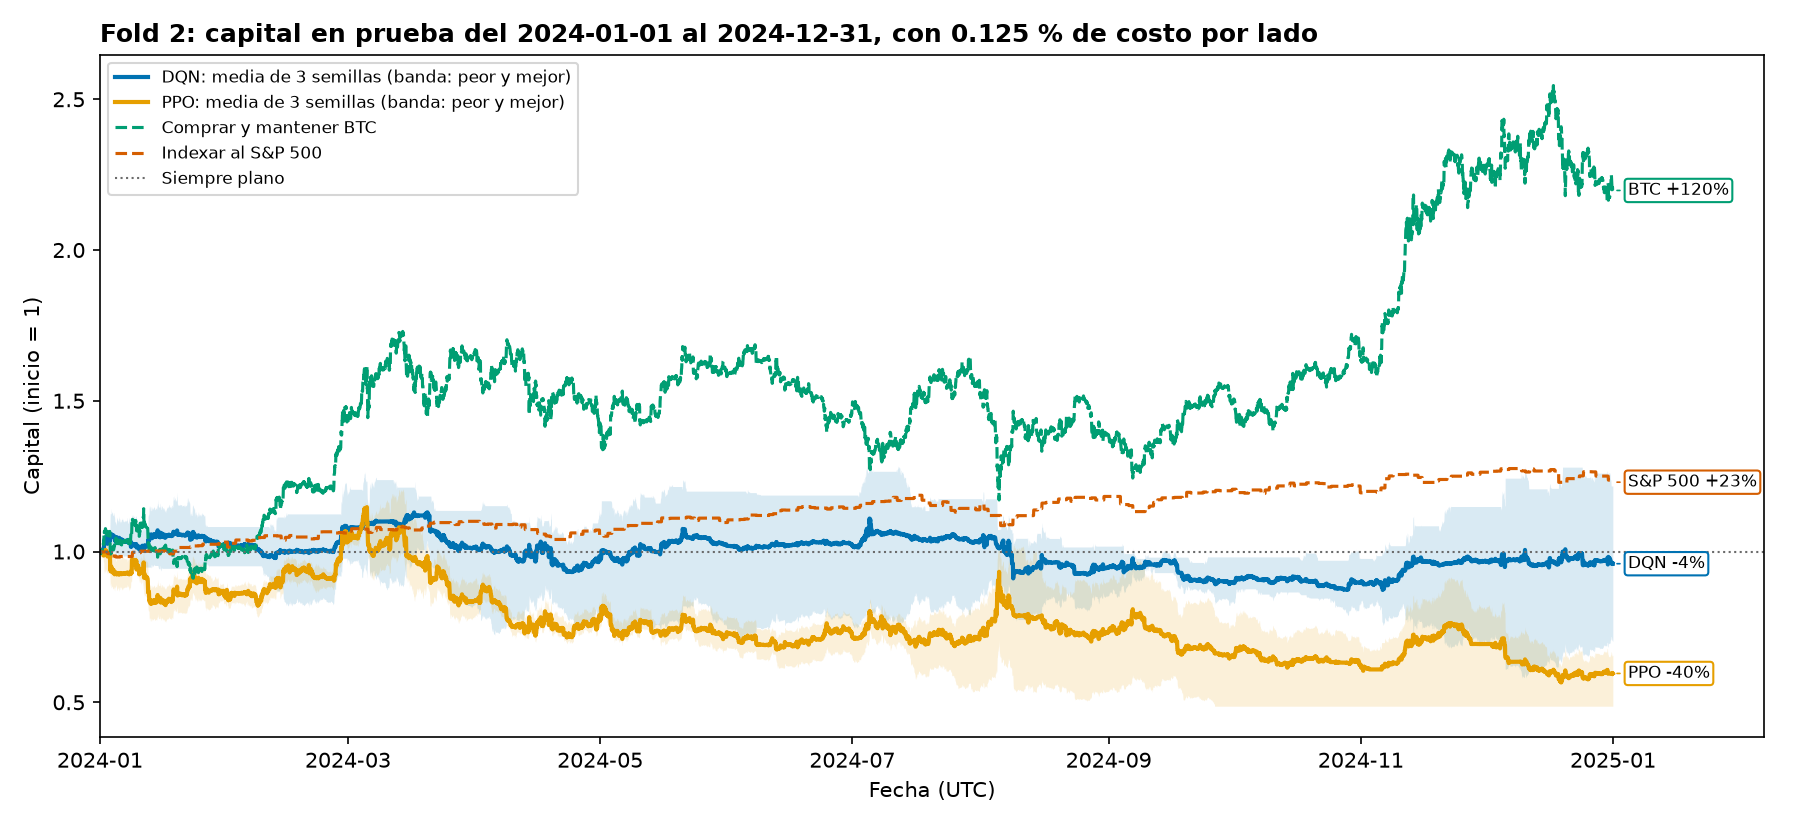 Fold 2: capital en prueba del 2024-01-01 al 2024-12-31, con 0.125 % de costo por lado
DQN: media de 3 semillas (banda: peor y mejor)
PPO: media de 3 semillas (banda: peor y mejor)
Comprar y mantener BTC
Indexar al S&P 500
Siempre plano
Capital (inicio = 1)
2.5
2.0
1.5
1.0
0.5
BTC +120%
S&P 500 +23%
DQN -4%
PPO -40%
2024-01
2024-03
2024-05
2024-07
2024-09
2024-11
2025-01
Fecha (UTC)